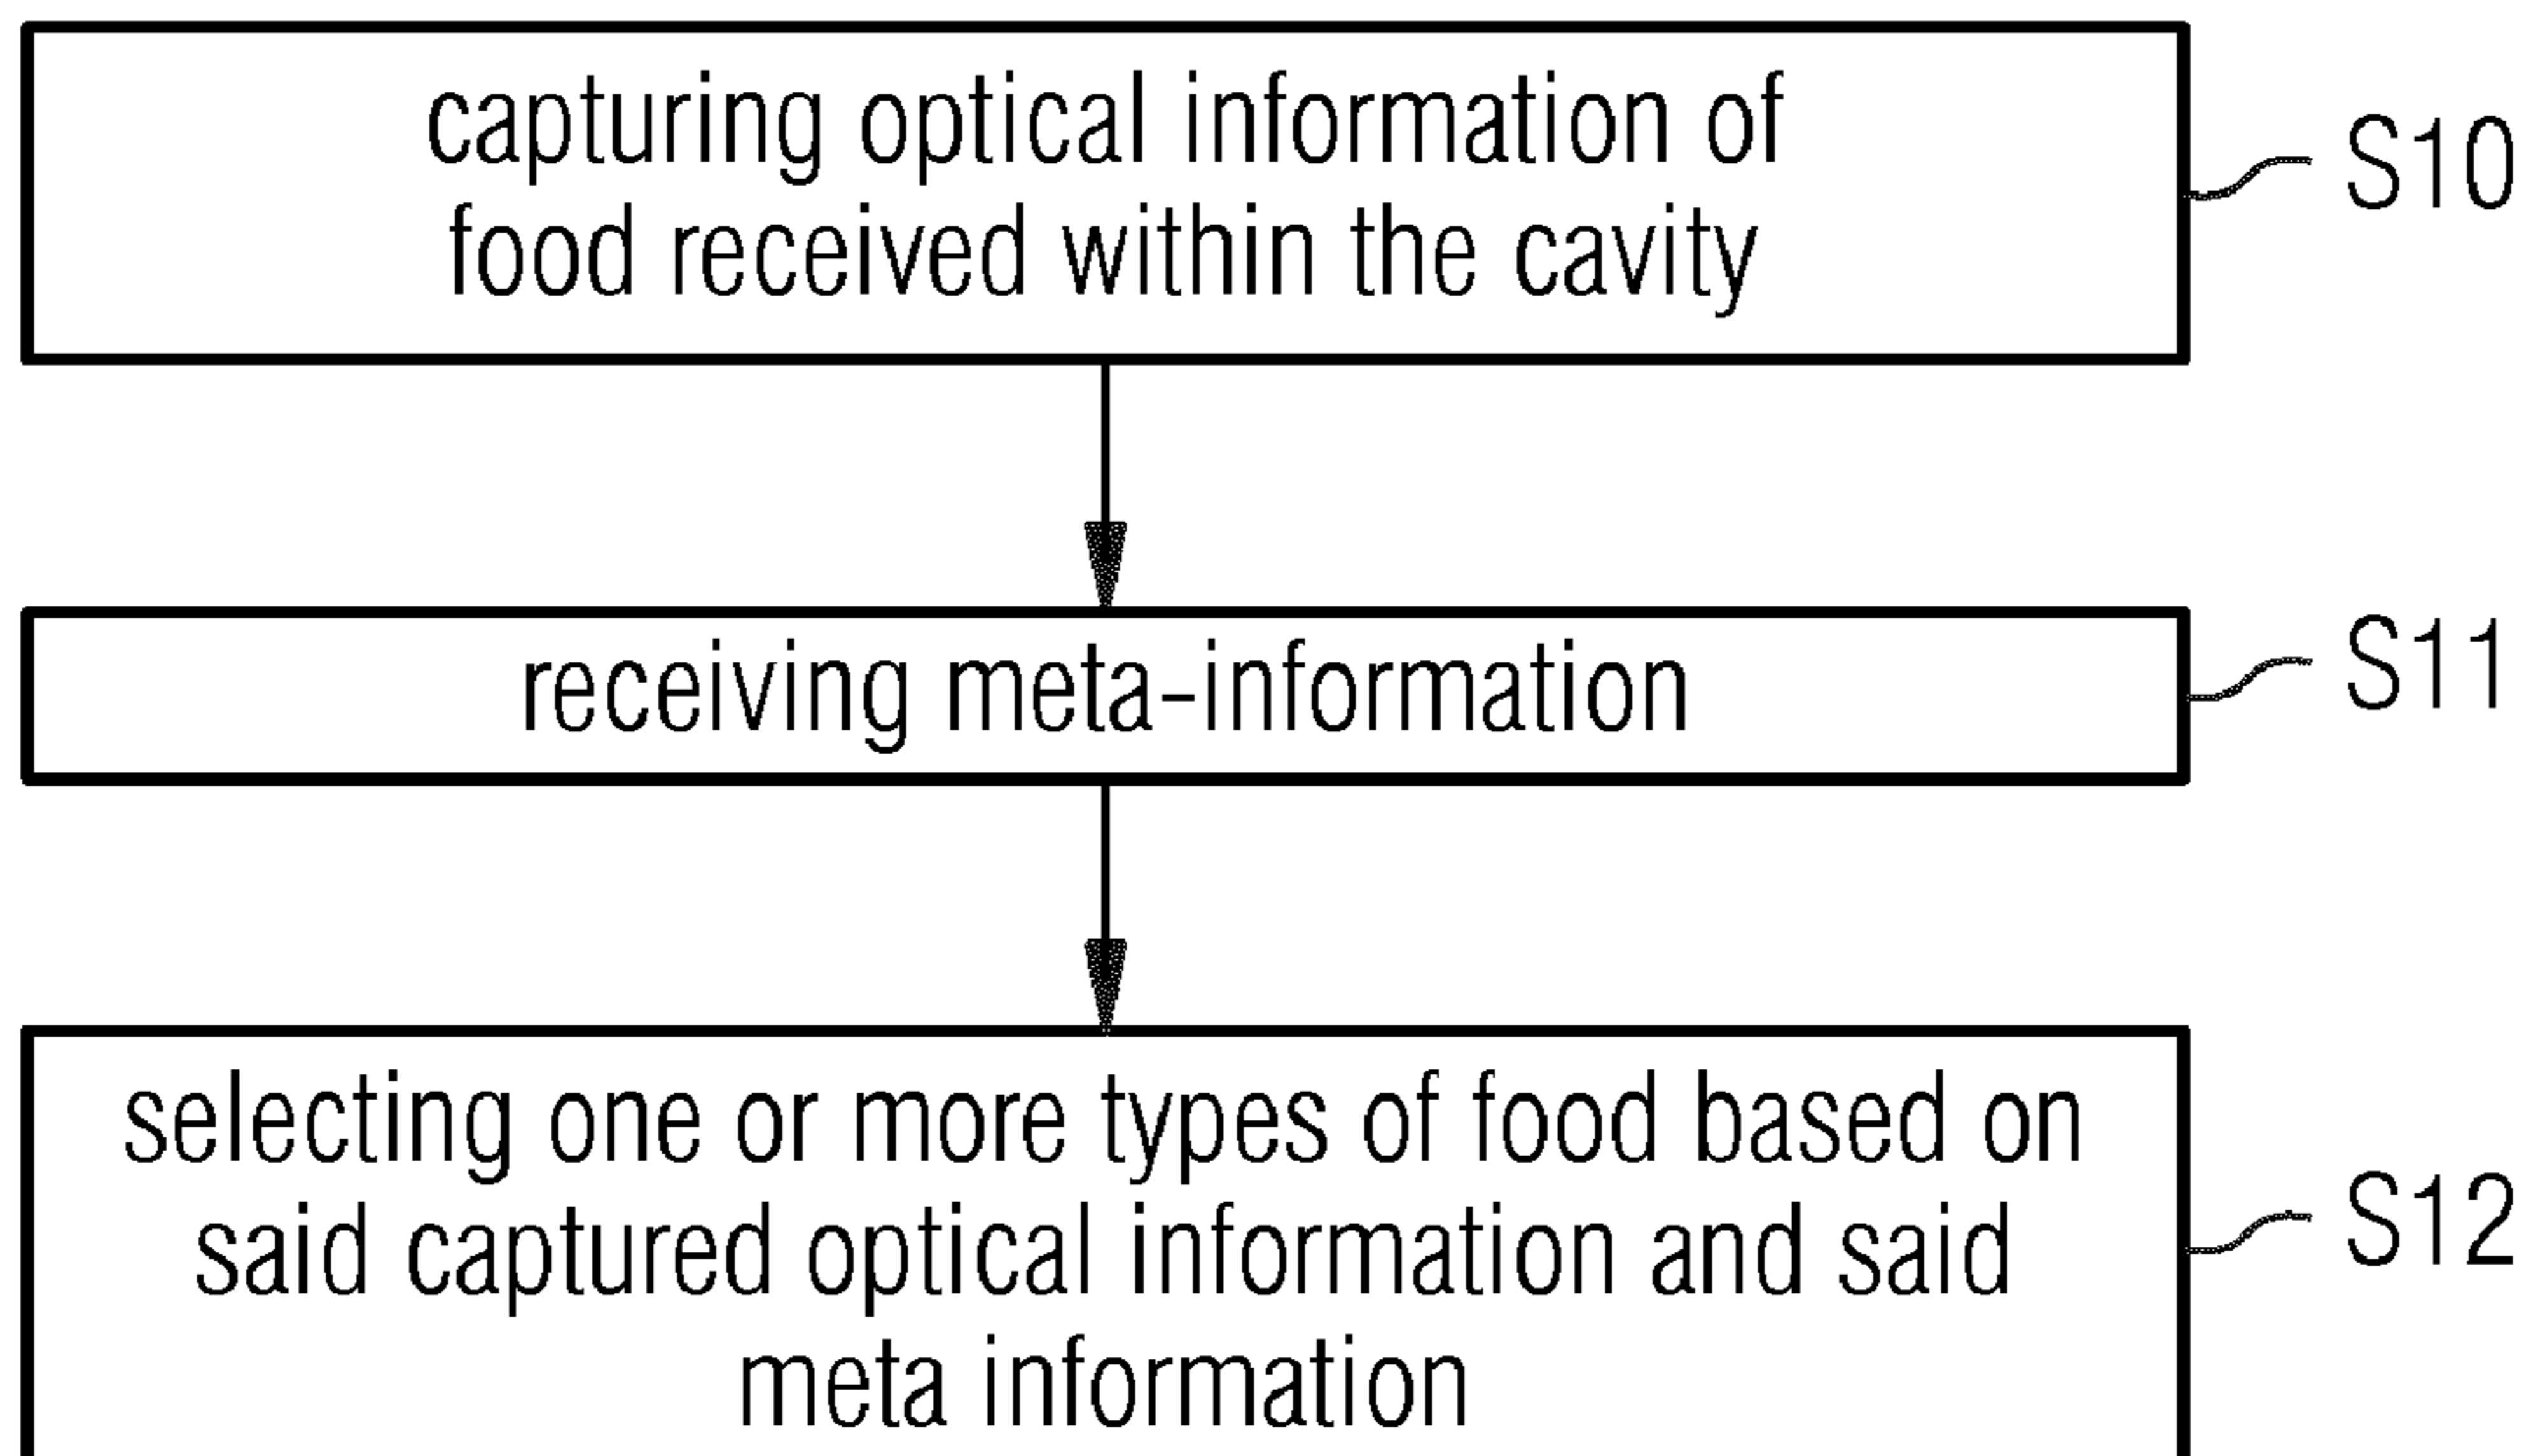 capturing optical information of
food received within the cavity
S10
receiving meta-information
S11
selecting one or more types of food based on
said captured optical information and said
meta information
S12